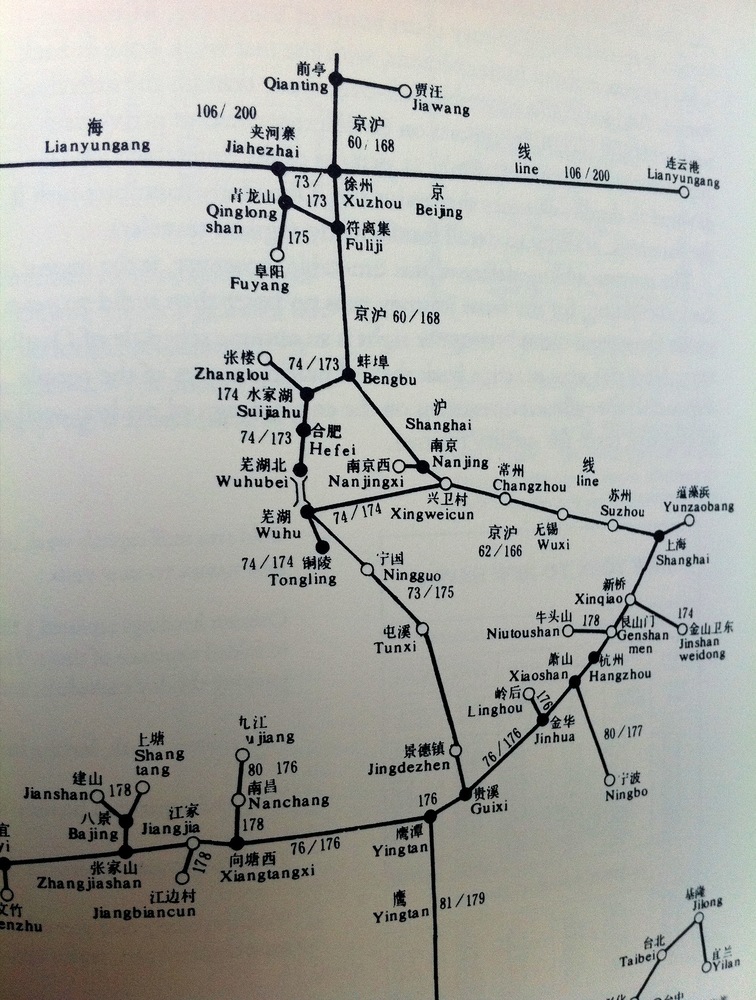 前亭
Qianting
贾汪
Jiawang
106/200
海
Lianyungang
夹河寨
Jiahezhai
京沪
60/168
线
line
106/200
连云港
Lianyungang
73/
173
徐州
Xuzhou
京
Beijing
青龙山
Qinglong
shan
符离集
Fuliji
175
阜阳
Fuyang
京沪 60/168
张楼
Zhanglou
74/173
蚌埠
Bengbu
174 水家湖
Suijiahu
沪
Shanghai
74/173
合肥
Hefei
南京
Nanjing
芜湖北
Wuhubei
南京西
Nanjingxi
常州
Changzhou
线
line
苏州
Suzhou
蕰藻浜
Yunzaobang
芜湖
Wuhu
74/174
兴卫村
Xingweicun
京沪
62/166
无锡
Wuxi
上海
Shanghai
74/174
铜陵
Tongling
宁国
Ningguo
73/175
新桥
Xinqiao
174
牛头山
Niutoushan
178
艮山门
Genshan
men
金山卫东
Jinshan
weidong
屯溪
Tunxi
萧山
Xiaoshan
杭州
Hangzhou
岭后
Linghou
176
金华
Jinhua
80/177
九江
ujiang
上塘
Shang
tang
景德镇
Jingdezhen
76/176
宁波
Ningbo
80 176
建山
Jianshan
178
南昌
Nanchang
贵溪
Guixi
八景
Bajing
江家
Jiangjia
178
176
宜
yi
张家山
Zhangjiashan
178
向塘西
Xiangtangxi
76/176
鹰潭
Yingtan
文竹
enzhu
江边村
Jiangbiancun
鹰
Yingtan
81/179
基隆
Jilong
台北
Taibei
宜兰
Yilan
台中